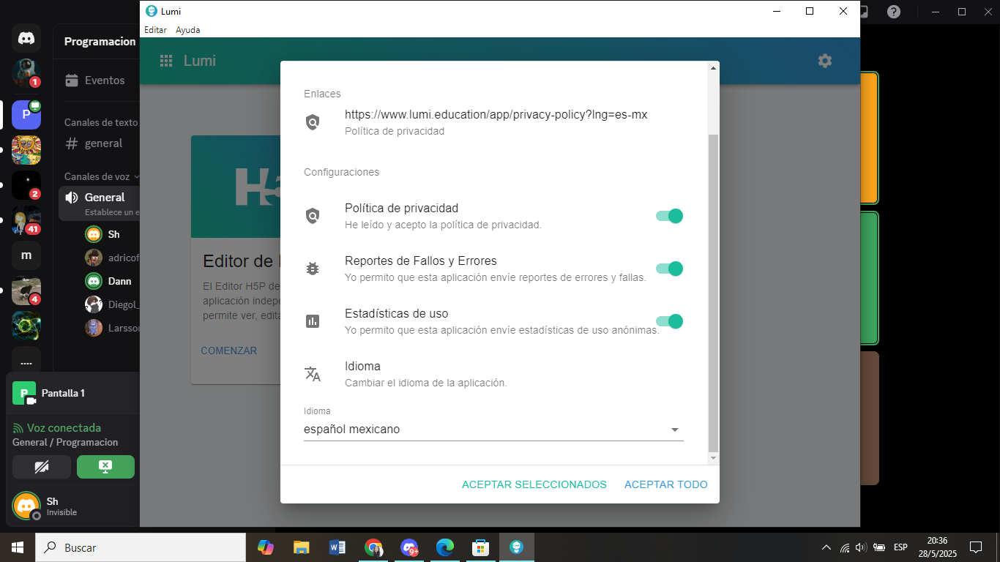 Lumi
Editar Ayuda
Programacion
Lumi
1
Eventos
Enlaces
https://www.lumi.education/app/privacy-policy?lng=es-mx
Política de privacidad
P
Canales de texto
general
H5
Canales de voz
Configuraciones
2
General
Establece un e
Política de privacidad
He leído y acepto la política de privacidad.
41
Sh
m
adricof
Editor de
Reportes de Fallos y Errores
Yo permito que esta aplicación envíe reportes de errores y fallas.
Dann
El Editor H5P de
aplicación indepe
permite ver, edita
4
Diegol_
Larsson
Estadísticas de uso
Yo permito que esta aplicación envíe estadísticas de uso anónimas.
COMENZAR
....
Idioma
Cambiar el idioma de la aplicación.
P
Pantalla 1
Idioma
español mexicano
Voz conectada
General / Programacion
ACEPTAR SELECCIONADOS ACEPTAR TODO
Sh
Invisible
Buscar
9+
ESP
20:36
28/5/2025